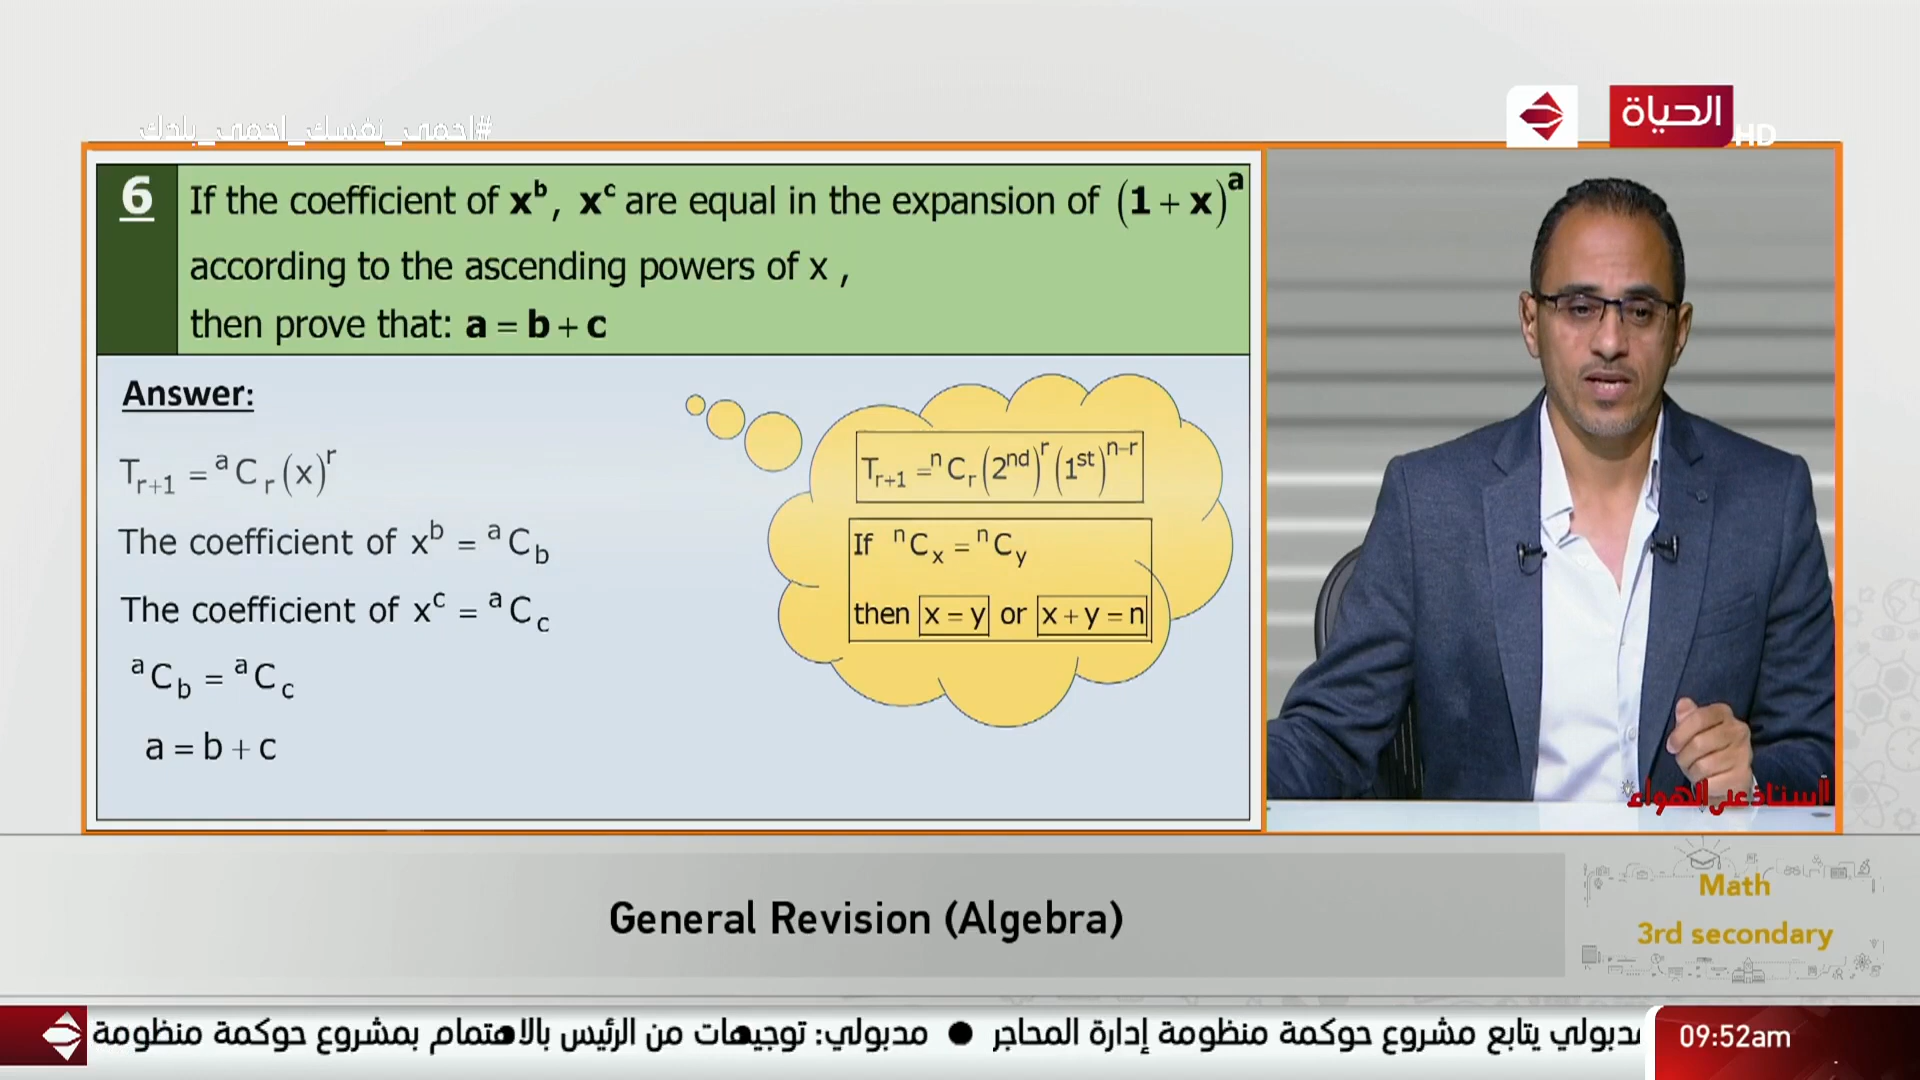 #احمي_نفسك_احمي_بلدك
الحياة
HD
6
If the coefficient of x^b, x^c are equal in the expansion of (1 + x)^a
according to the ascending powers of x ,
then prove that: a = b + c
Answer:
T_{r+1} = ^aC_r (x)^r
The coefficient of x^b = ^aC_b
The coefficient of x^c = ^aC_c
^aC_b = ^aC_c
a = b + c
T_{r+1} = ^nC_r (2^{nd})^r (1^{st})^{n-r}
If ^nC_x = ^nC_y
then x = y or x + y = n
أستاذ على الهواء
General Revision (Algebra)
Math
3rd secondary
مدبولي يتابع مشروع حوكمة منظومة إدارة المحاجر ● مدبولي: توجيهات من الرئيس بالاهتمام بمشروع حوكمة منظومة
09:52am